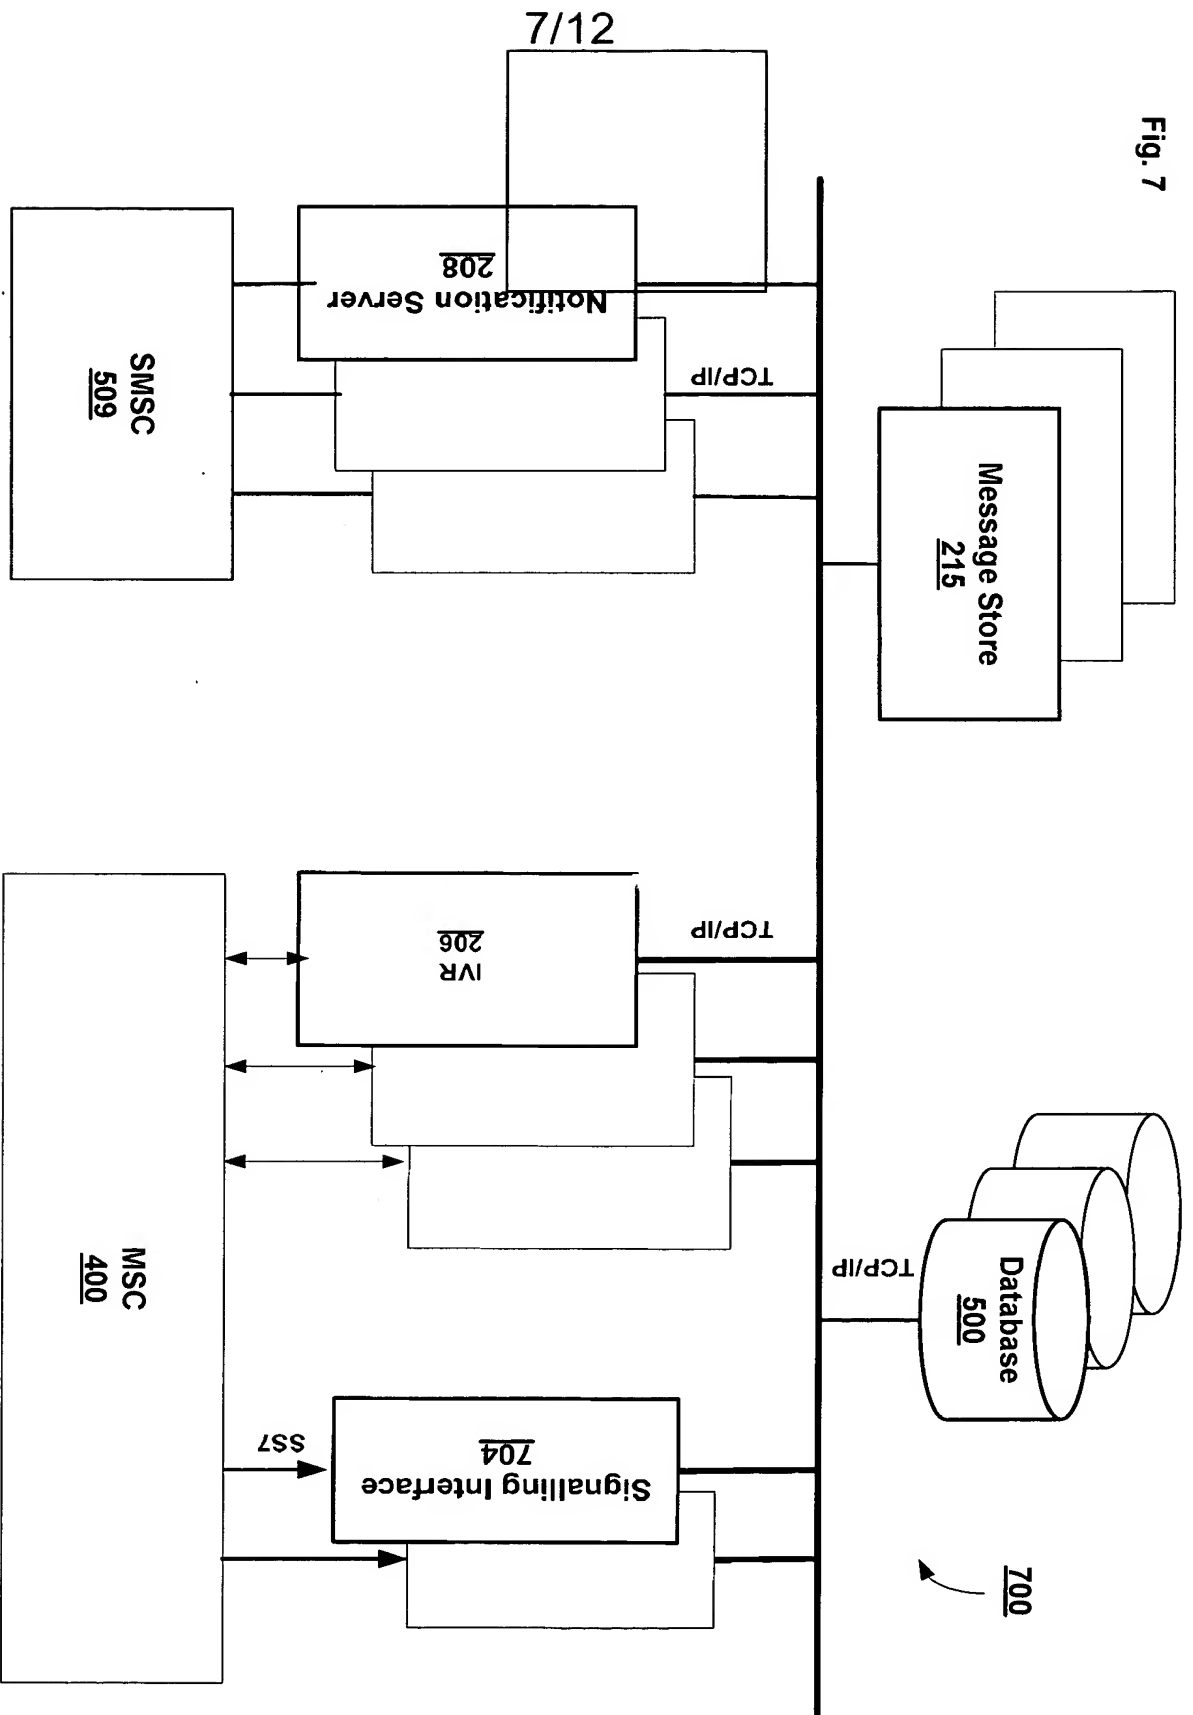 7/12
Fig. 7
700
Message Store
215
Database
500
TCP/IP
TCP/IP
TCP/IP
Notification Server
208
IVR
206
Signalling Interface
704
SS7
SMSC
509
MSC
400